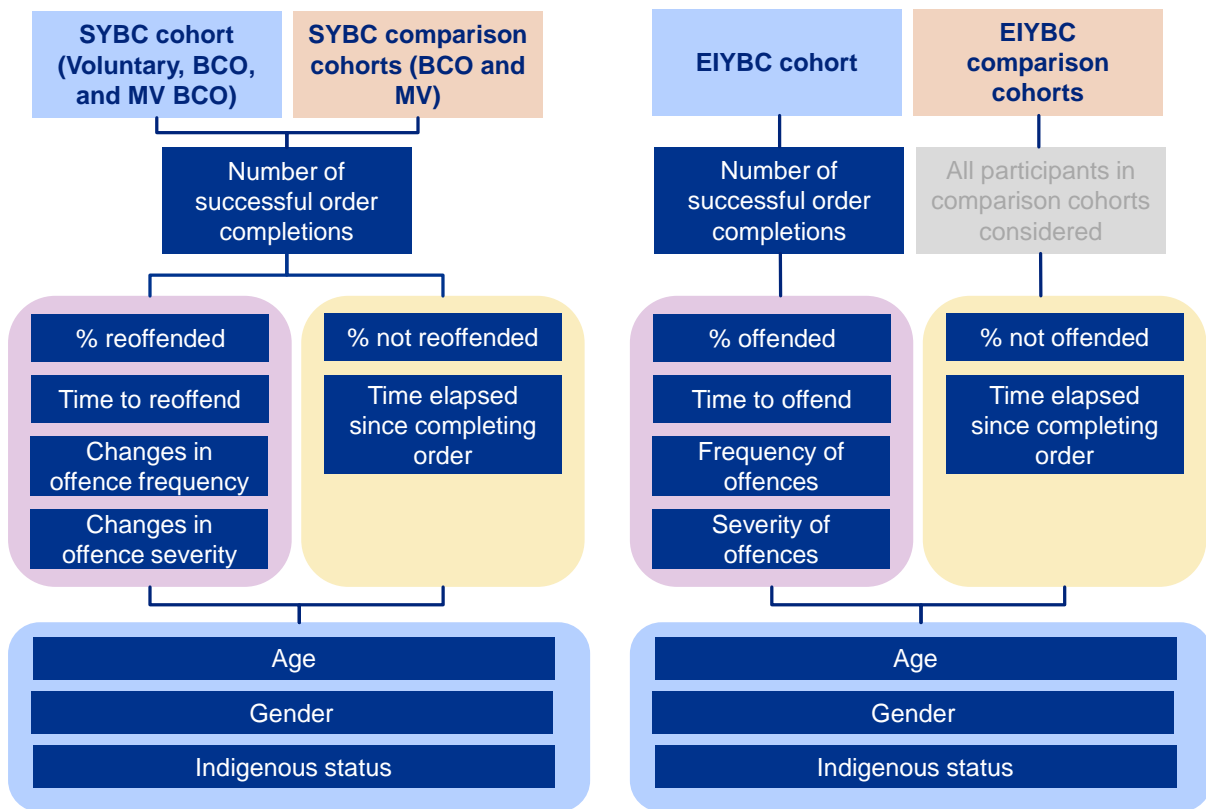 SYBC cohort
(Voluntary, BCO,
and MV BCO)
SYBC comparison
cohorts (BCO and
MV)
Number of
successful order
completions
% reoffended
Time to reoffend
Changes in
offence frequency
Changes in
offence severity
% not reoffended
Time elapsed
since completing
order
Age
Gender
Indigenous status
EIYBC cohort
EIYBC
comparison
cohorts
Number of
successful order
completions
All participants in
comparison cohorts
considered
% offended
Time to offend
Frequency of
offences
Severity of
offences
% not offended
Time elapsed
since completing
order
Age
Gender
Indigenous status